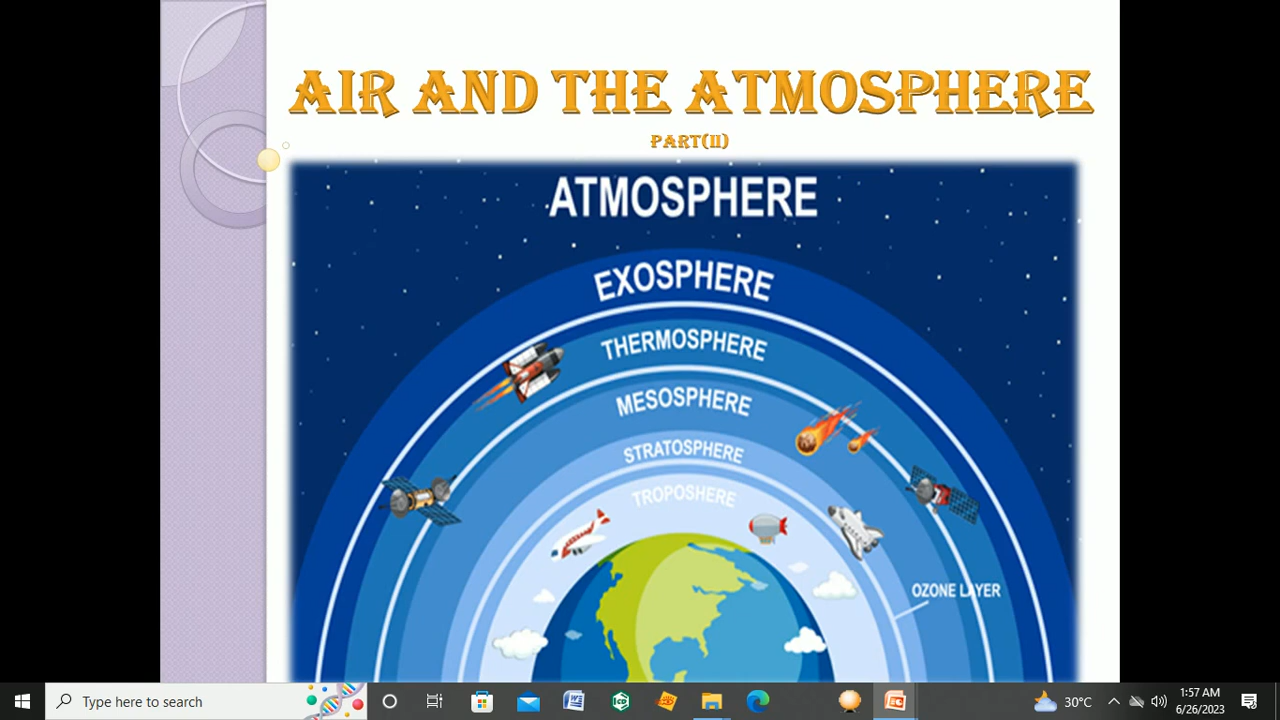 AIR AND THE ATMOSPHERE
PART(II)
ATMOSPHERE
EXOSPHERE
THERMOSPHERE
MESOSPHERE
STRATOSPHERE
TROPOSHERE
OZONE LAYER
Type here to search
30°C
1:57 AM
6/26/2023